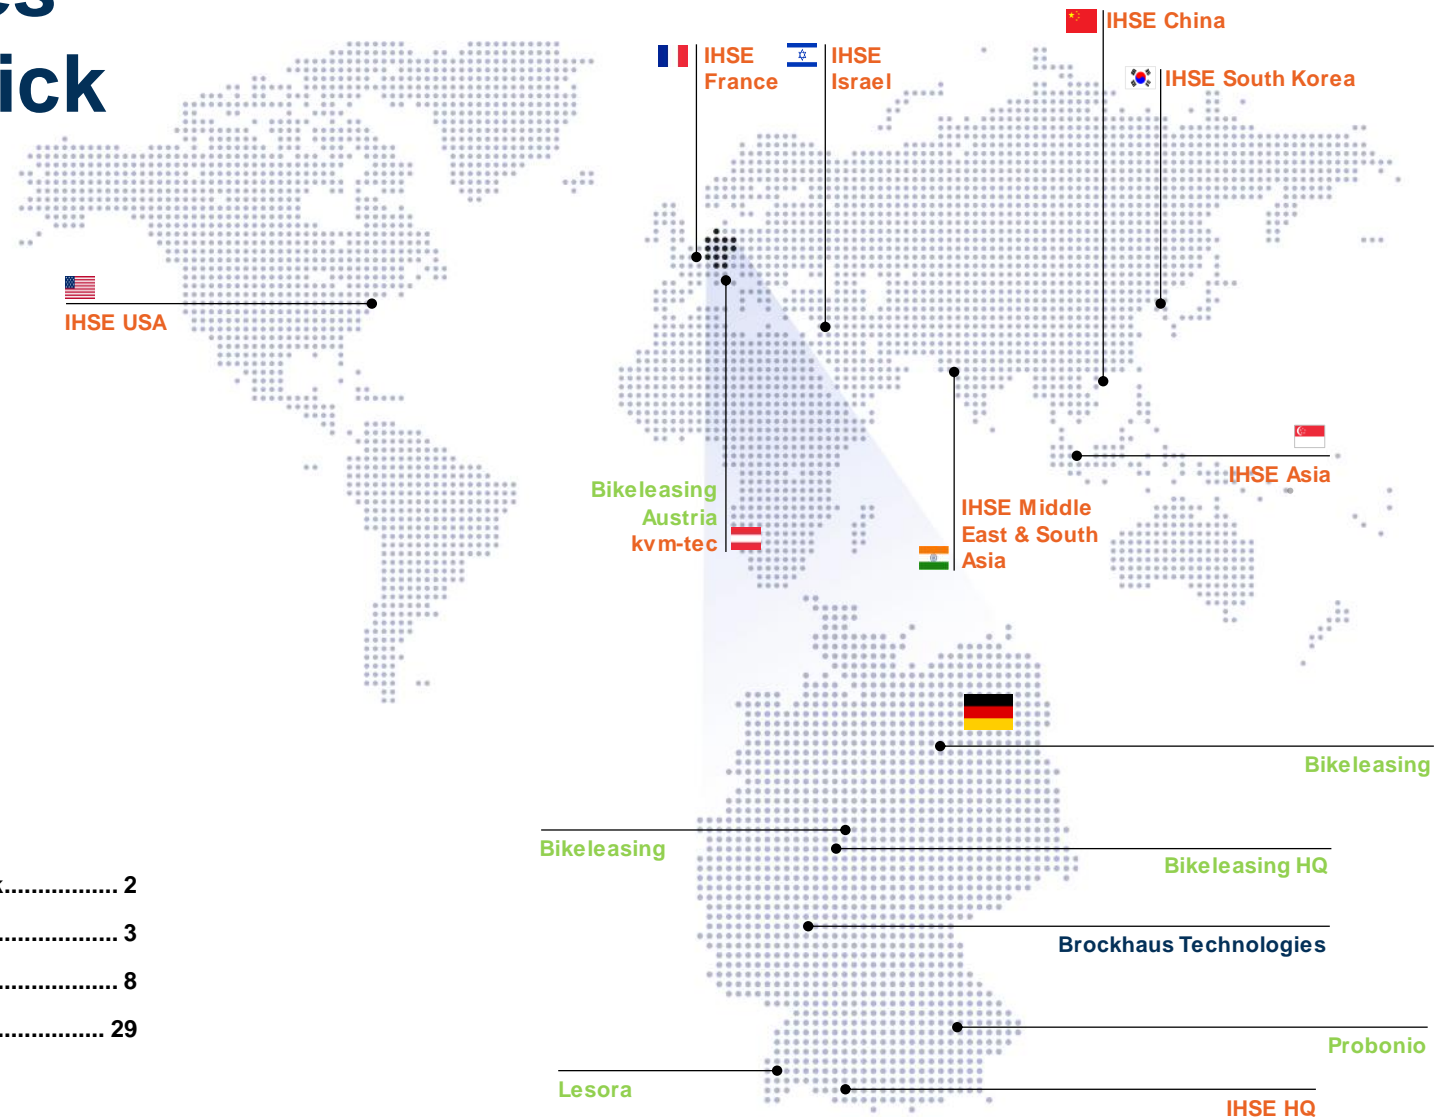 es
ick
IHSE China
IHSE
France
IHSE
Israel
IHSE South Korea
IHSE USA
IHSE Asia
Bikeleasing
Austria
kvm-tec
IHSE Middle
East & South
Asia
Bikeleasing
Bikeleasing
Bikeleasing HQ
k................. 2
.................. 3
Brockhaus Technologies
.................. 8
................ 29
Probonio
Lesora
IHSE HQ